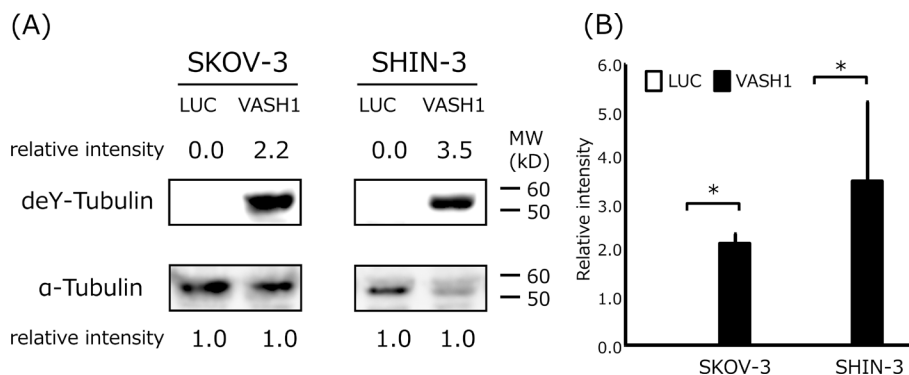 (A)
SKOV-3 SHIN-3
LUC VASH1 LUC VASH1
MW
(kD)
relative intensity 0.0 2.2 0.0 3.5
deY-Tubulin
60
50
α-Tubulin
60
50
relative intensity 1.0 1.0 1.0 1.0
(B)
6.0
LUC VASH1
*
5.0
4.0
3.0
*
2.0
1.0
0.0
Relative intensity
SKOV-3 SHIN-3